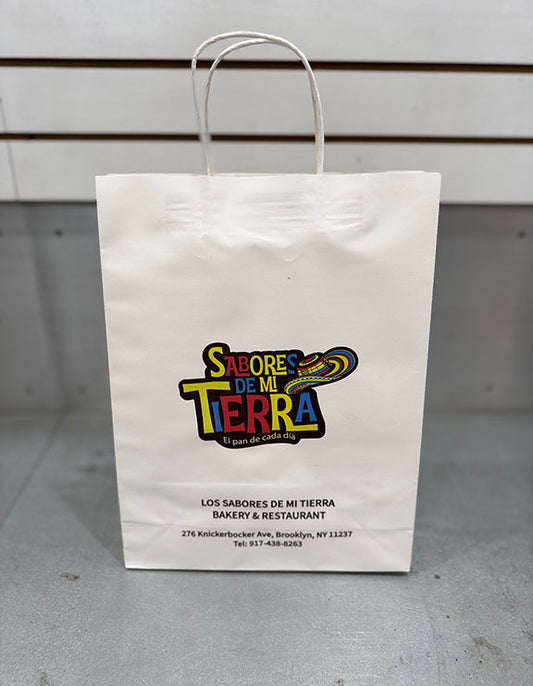 SABORES
DE MI
TIERRA
El pan de cada día
LOS SABORES DE MI TIERRA
BAKERY & RESTAURANT
276 Knickerbocker Ave, Brooklyn, NY 11237
Tel: 917-438-8263